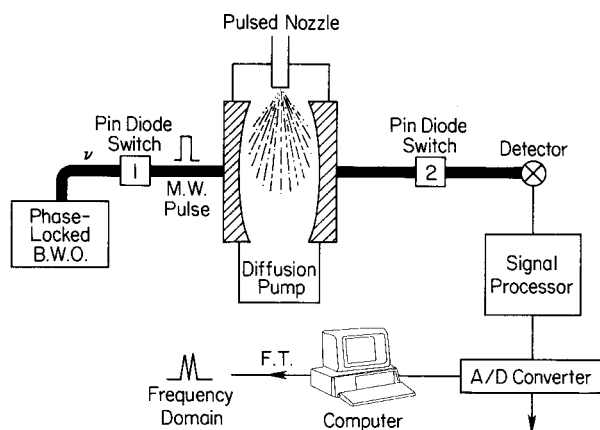 Pulsed Nozzle
Pin Diode
Switch
ν
1
M.W.
Pulse
Phase-
Locked
B.W.O.
Pin Diode
Switch
2
Detector
Diffusion
Pump
Signal
Processor
A/D Converter
F.T.
Frequency
Domain
Computer